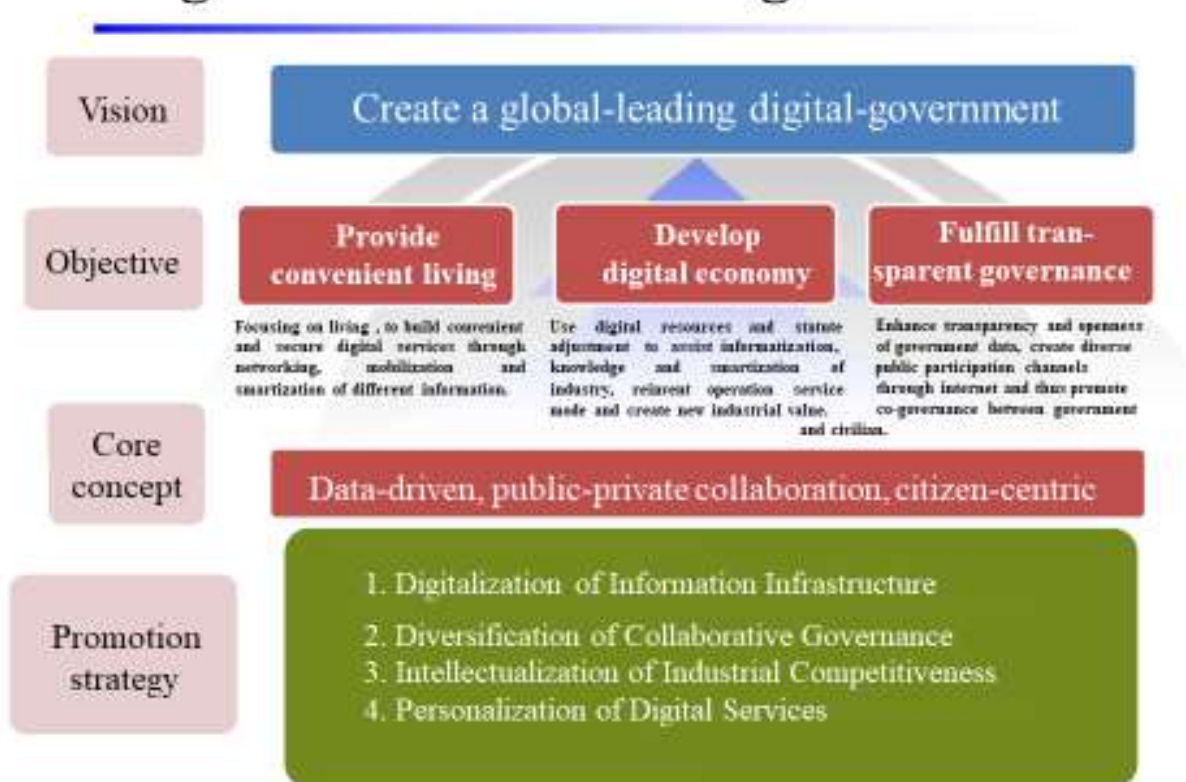 Vision
Create a global-leading digital-government
Objective
Provide
convenient living
Develop
digital economy
Fulfill tran-
sparent governance
Focusing on living , to build convenient
and secure digital services through
networking, mobilization and
smartization of different information.
Use digital resources and statute
adjustment to assist informatization,
knowledge and smartization of
industry, reinvent operation service
mode and create new industrial value.
Enhance transparency and openness
of government data, create diverse
public participation channels
through internet and thus promote
co-governance between government
and civilian.
Core
concept
Data-driven, public-private collaboration, citizen-centric
Promotion
strategy
1. Digitalization of Information Infrastructure
2. Diversification of Collaborative Governance
3. Intellectualization of Industrial Competitiveness
4. Personalization of Digital Services